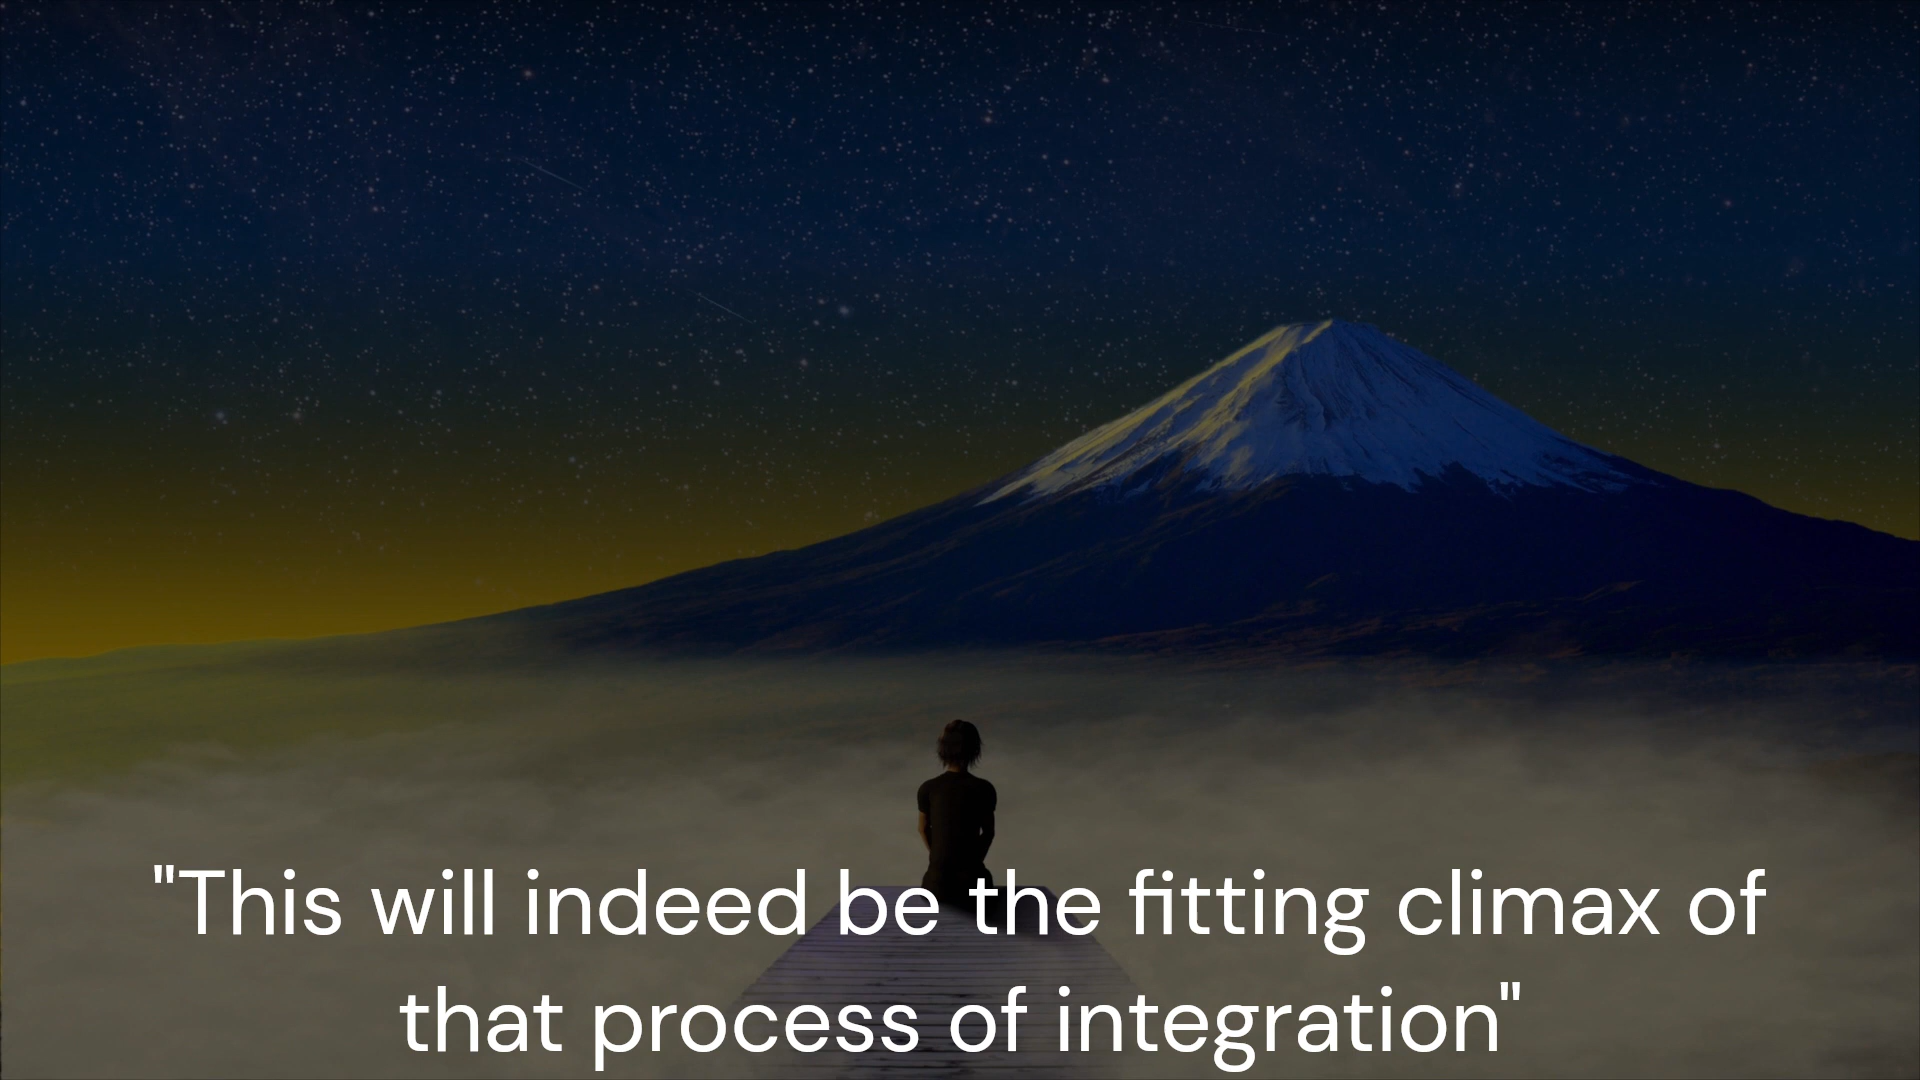 "This will indeed be the fitting climax of
that process of integration"